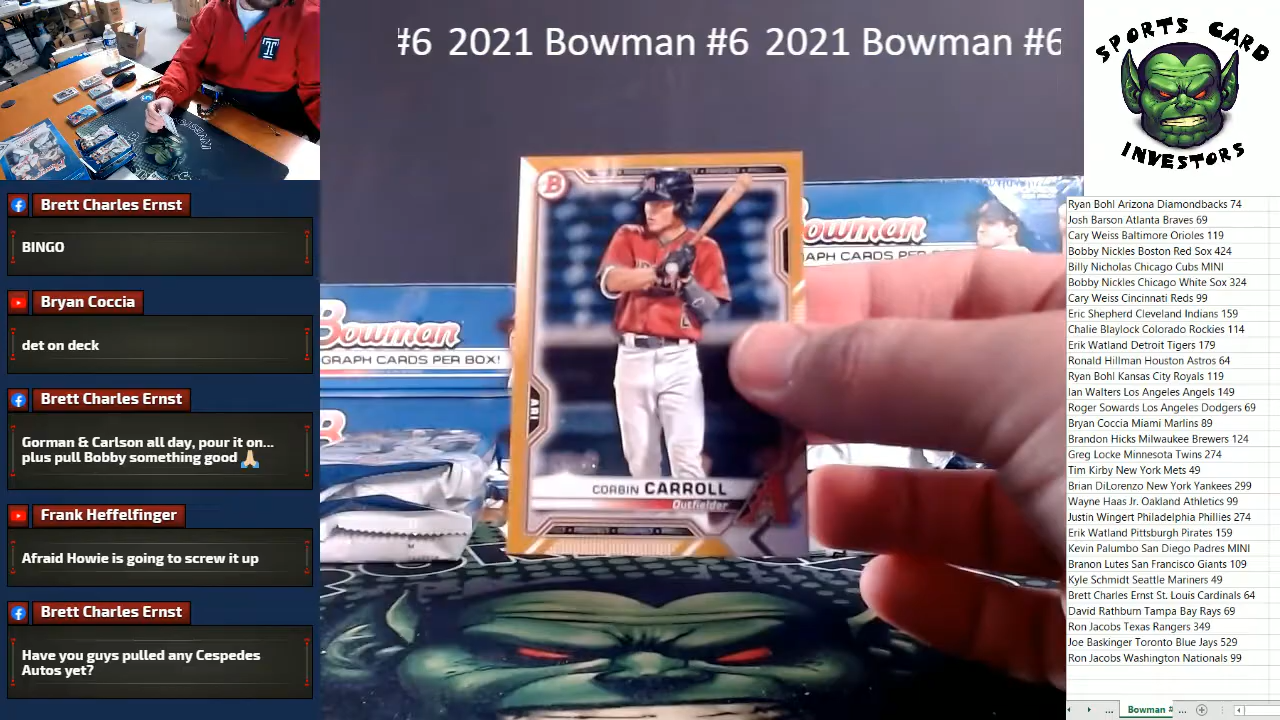 #6 2021 Bowman #6 2021 Bowman #6
SPORTS CARD
INVESTORS
T
Brett Charles Ernst
BINGO
Bryan Coccia
det on deck
Brett Charles Ernst
Gorman & Carlson all day, pour it on...
plus pull Bobby something good 🙏🏻
Frank Heffelfinger
Afraid Howie is going to screw it up
Brett Charles Ernst
Have you guys pulled any Cespedes
Autos yet?
B
ARI
CORBIN CARROLL
Outfielder
Bowman
GRAPH CARDS PER BOX!
owman
APH CARDS PER
Ryan Bohl Arizona Diamondbacks 74
Josh Barson Atlanta Braves 69
Cary Weiss Baltimore Orioles 119
Bobby Nickles Boston Red Sox 424
Billy Nicholas Chicago Cubs MINI
Bobby Nickles Chicago White Sox 324
Cary Weiss Cincinnati Reds 99
Eric Shepherd Cleveland Indians 159
Chalie Blaylock Colorado Rockies 114
Erik Watland Detroit Tigers 179
Ronald Hillman Houston Astros 64
Ryan Bohl Kansas City Royals 119
Ian Walters Los Angeles Angels 149
Roger Sowards Los Angeles Dodgers 69
Bryan Coccia Miami Marlins 89
Brandon Hicks Milwaukee Brewers 124
Greg Locke Minnesota Twins 274
Tim Kirby New York Mets 49
Brian DiLorenzo New York Yankees 299
Wayne Haas Jr. Oakland Athletics 99
Justin Wingert Philadelphia Phillies 274
Erik Watland Pittsburgh Pirates 159
Kevin Palumbo San Diego Padres MINI
Branon Lutes San Francisco Giants 109
Kyle Schmidt Seattle Mariners 49
Brett Charles Ernst St. Louis Cardinals 64
David Rathburn Tampa Bay Rays 69
Ron Jacobs Texas Rangers 349
Joe Baskinger Toronto Blue Jays 529
Ron Jacobs Washington Nationals 99
... Bowman # ...